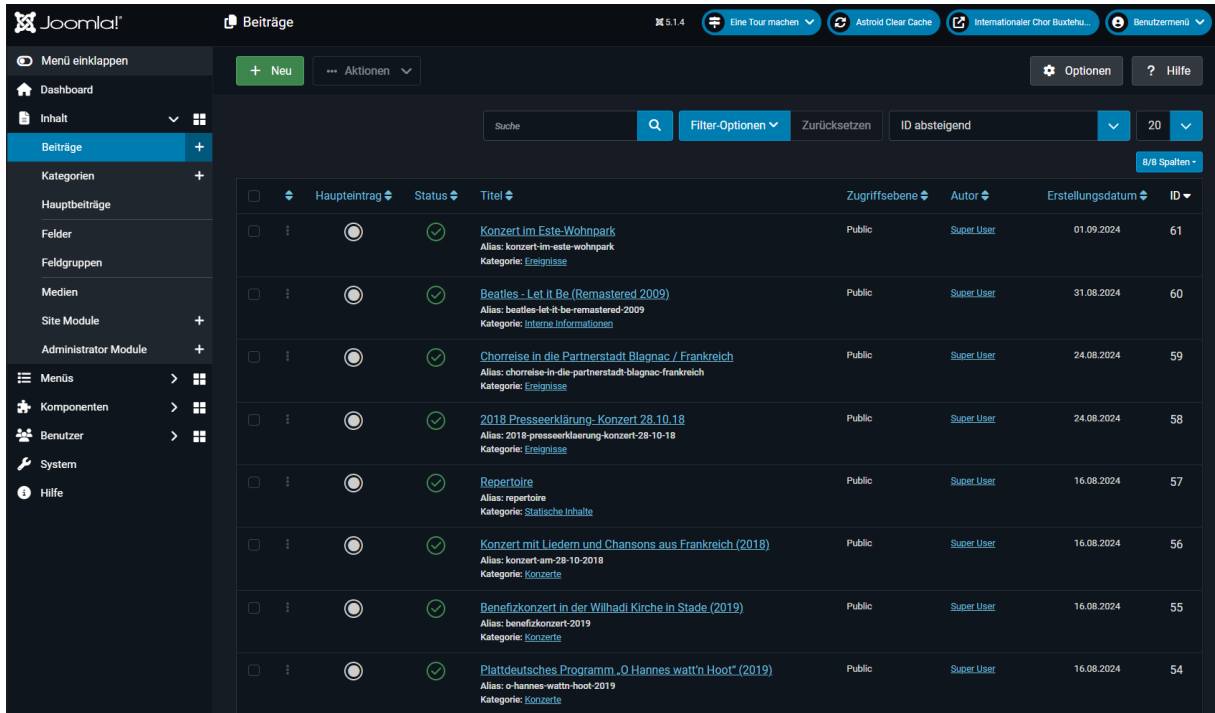 Joomla!®
Beiträge
5.1.4
Eine Tour machen
Astroid Clear Cache
Internationaler Chor Buxtehu...
Benutzermenü
Menü einklappen
Dashboard
Inhalt
Beiträge
+
Kategorien
+
Hauptbeiträge
Felder
Feldgruppen
Medien
Site Module
+
Administrator Module
+
Menüs
Komponenten
Benutzer
System
Hilfe
+ Neu
··· Aktionen
Optionen
? Hilfe
Suche
Filter-Optionen
Zurücksetzen
ID absteigend
20
8/8 Spalten
Haupteintrag Status Titel Zugriffsebene Autor Erstellungsdatum ID
Konzert im Este-Wohnpark Public Super User 01.09.2024 61
Alias: konzert-im-este-wohnpark
Kategorie: Ereignisse
Beatles - Let it Be (Remastered 2009) Public Super User 31.08.2024 60
Alias: beatles-let-it-be-remastered-2009
Kategorie: Interne Informationen
Chorreise in die Partnerstadt Blagnac / Frankreich Public Super User 24.08.2024 59
Alias: chorreise-in-die-partnerstadt-blagnac-frankreich
Kategorie: Ereignisse
2018 Presseerklärung- Konzert 28.10.18 Public Super User 24.08.2024 58
Alias: 2018-presseerklaerung-konzert-28-10-18
Kategorie: Ereignisse
Repertoire Public Super User 16.08.2024 57
Alias: repertoire
Kategorie: Statische Inhalte
Konzert mit Liedern und Chansons aus Frankreich (2018) Public Super User 16.08.2024 56
Alias: konzert-am-28-10-2018
Kategorie: Konzerte
Benefizkonzert in der Wilhadi Kirche in Stade (2019) Public Super User 16.08.2024 55
Alias: benefizkonzert-2019
Kategorie: Konzerte
Plattdeutsches Programm „O Hannes watt'n Hoot“ (2019) Public Super User 16.08.2024 54
Alias: o-hannes-wattn-hoot-2019
Kategorie: Konzerte